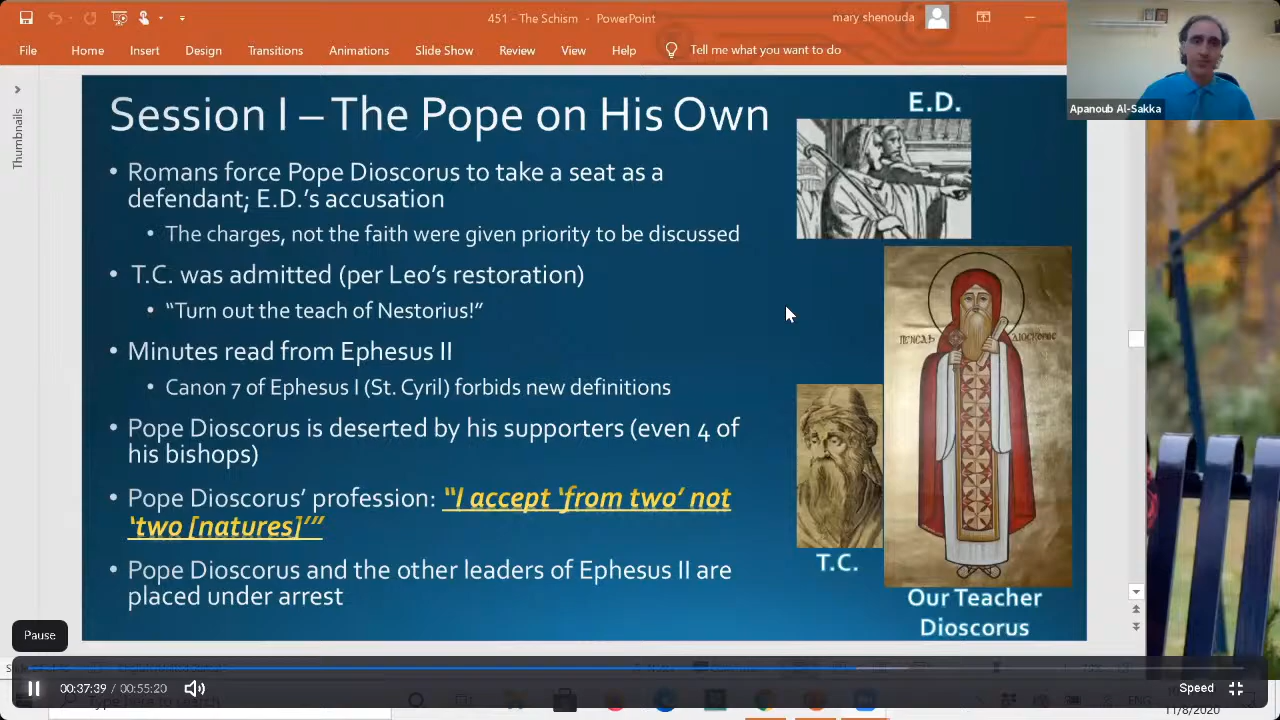 451 - The Schism - PowerPoint
mary shenouda
File Home Insert Design Transitions Animations Slide Show Review View Help Tell me what you want to do
Apanoub Al-Sakka
Thumbnails
Session I – The Pope on His Own
• Romans force Pope Dioscorus to take a seat as a
defendant; E.D.’s accusation
• The charges, not the faith were given priority to be discussed
• T.C. was admitted (per Leo’s restoration)
• “Turn out the teach of Nestorius!”
• Minutes read from Ephesus II
• Canon 7 of Ephesus I (St. Cyril) forbids new definitions
• Pope Dioscorus is deserted by his supporters (even 4 of
his bishops)
• Pope Dioscorus’ profession: “I accept ‘from two’ not
‘two [natures]’”
• Pope Dioscorus and the other leaders of Ephesus II are
placed under arrest
E.D.
T.C.
Our Teacher
Dioscorus
Pause
00:37:39 / 00:55:20
Speed
Type here to search
ENG
11/8/2020